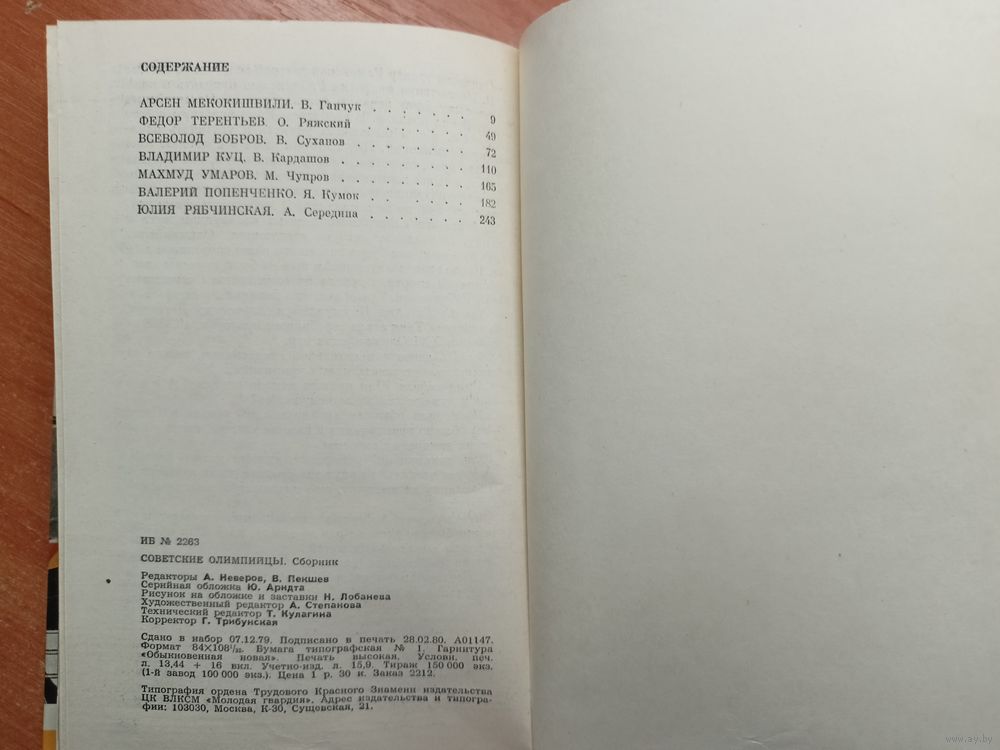 СОДЕРЖАНИЕ
АРСЕН МЕКОКИШВИЛИ. В. Ганчук . . . . . . 9
ФЕДОР ТЕРЕНТЬЕВ. О. Ряжский . . . . . . 49
ВСЕВОЛОД БОБРОВ. В. Суханов . . . . . . 72
ВЛАДИМИР КУЦ. В. Кардашов . . . . . . . 110
МАХМУД УМАРОВ. М. Чупров . . . . . . . 165
ВАЛЕРИЙ ПОПЕНЧЕНКО. Я. Кумок . . . . . 182
ЮЛИЯ РЯБЧИНСКАЯ. А. Середина . . . . . . 243
ИБ № 2263
СОВЕТСКИЕ ОЛИМПИЙЦЫ. Сборник
Редакторы А. Неверов, В. Пекшев
Серийная обложка Ю. Арндта
Рисунок на обложке и заставки Н. Лобанева
Художественный редактор А. Степанова
Технический редактор Т. Кулагина
Корректор Г. Трибунская
Сдано в набор 07.12.79. Подписано в печать 28.02.80. А01147.
Формат 84×108¹/₃₂. Бумага типографская № 1. Гарнитура
«Обыкновенная новая». Печать высокая. Условн. печ.
л. 13,44 + 16 вкл. Учетно-изд. л. 15,9. Тираж 150 000 экз.
(1-й завод 100 000 экз.). Цена 1 р. 30 к. Заказ 2212.
Типография ордена Трудового Красного Знамени издательства
ЦК ВЛКСМ «Молодая гвардия». Адрес издательства и типогра-
фии: 103030, Москва, К-30, Сущевская, 21.
www.ay.by